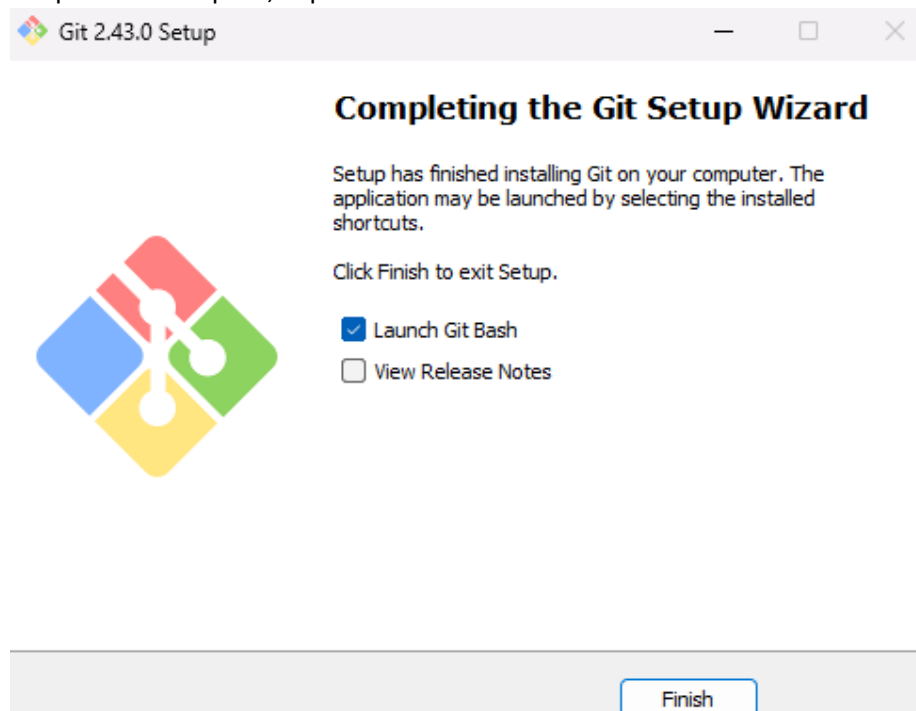 Git 2.43.0 Setup
Completing the Git Setup Wizard
Setup has finished installing Git on your computer. The
application may be launched by selecting the installed
shortcuts.
Click Finish to exit Setup.
Launch Git Bash
View Release Notes
Finish